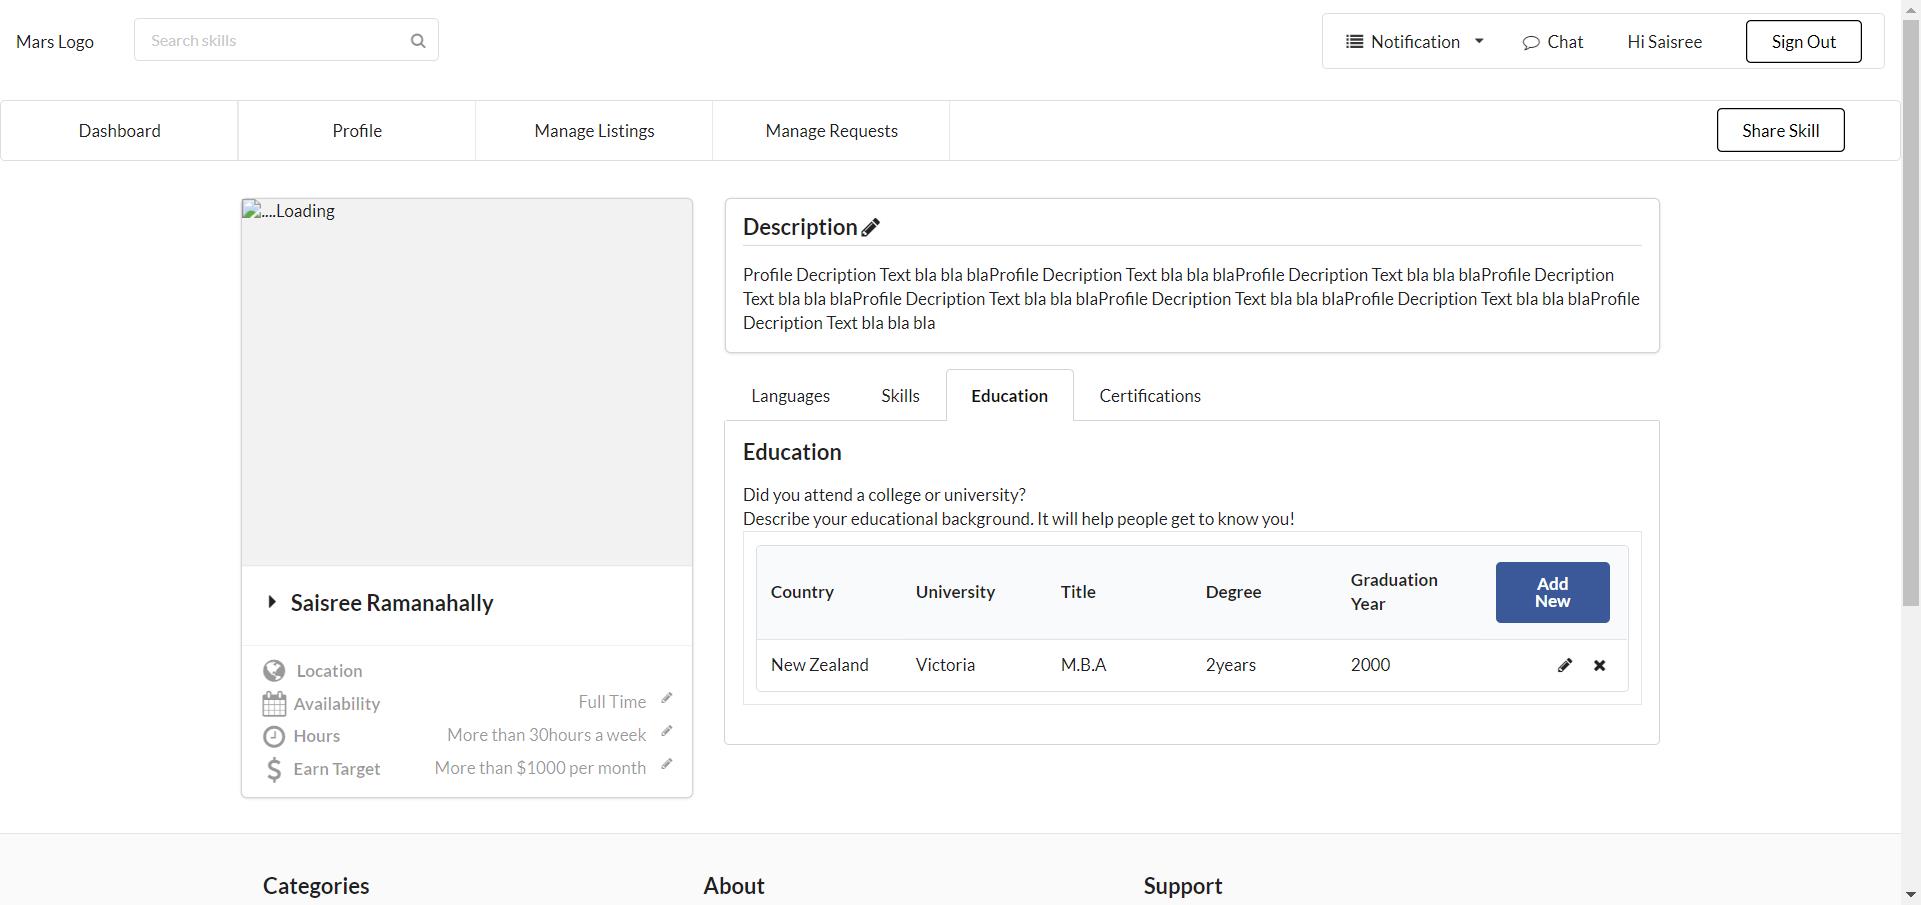 Mars Logo
Search skills
Notification
Chat
Hi Saisree
Sign Out
Dashboard
Profile
Manage Listings
Manage Requests
Share Skill
....Loading
Saisree Ramanahally
Location
Availability
Full Time
Hours
More than 30hours a week
Earn Target
More than $1000 per month
Description
Profile Decription Text bla bla blaProfile Decription Text bla bla blaProfile Decription Text bla bla blaProfile Decription
Text bla bla blaProfile Decription Text bla bla blaProfile Decription Text bla bla blaProfile Decription Text bla bla blaProfile
Decription Text bla bla bla
Languages
Skills
Education
Certifications
Education
Did you attend a college or university?
Describe your educational background. It will help people get to know you!
Country
University
Title
Degree
Graduation
Year
Add
New
New Zealand
Victoria
M.B.A
2years
2000
Categories
About
Support